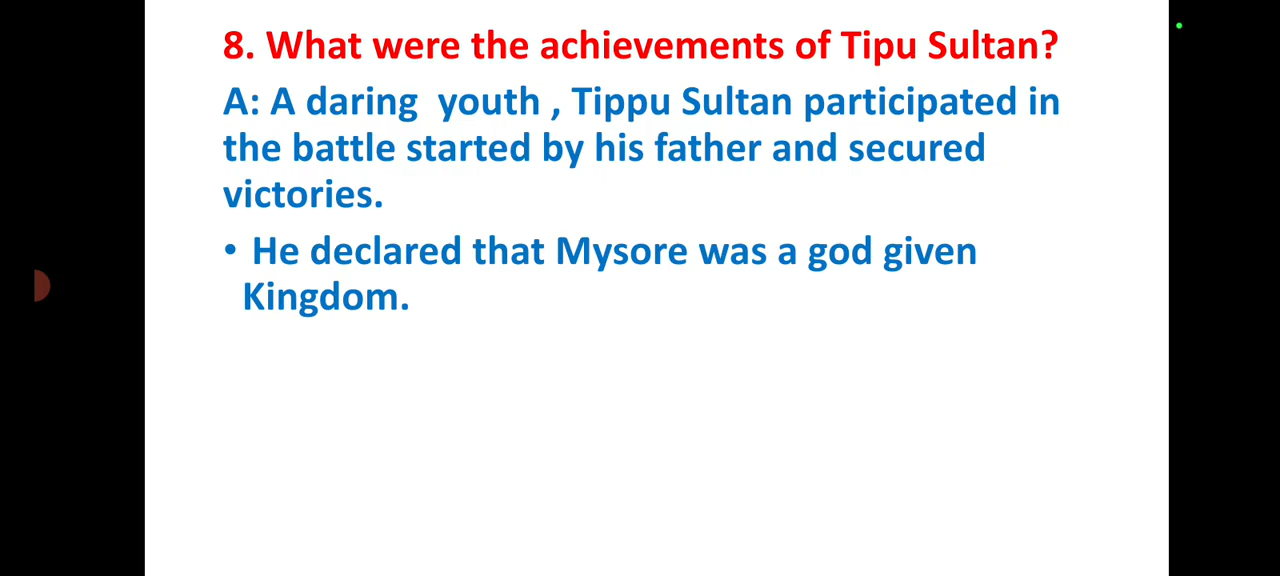 8. What were the achievements of Tipu Sultan?
A: A daring youth , Tippu Sultan participated in
the battle started by his father and secured
victories.
• He declared that Mysore was a god given
Kingdom.